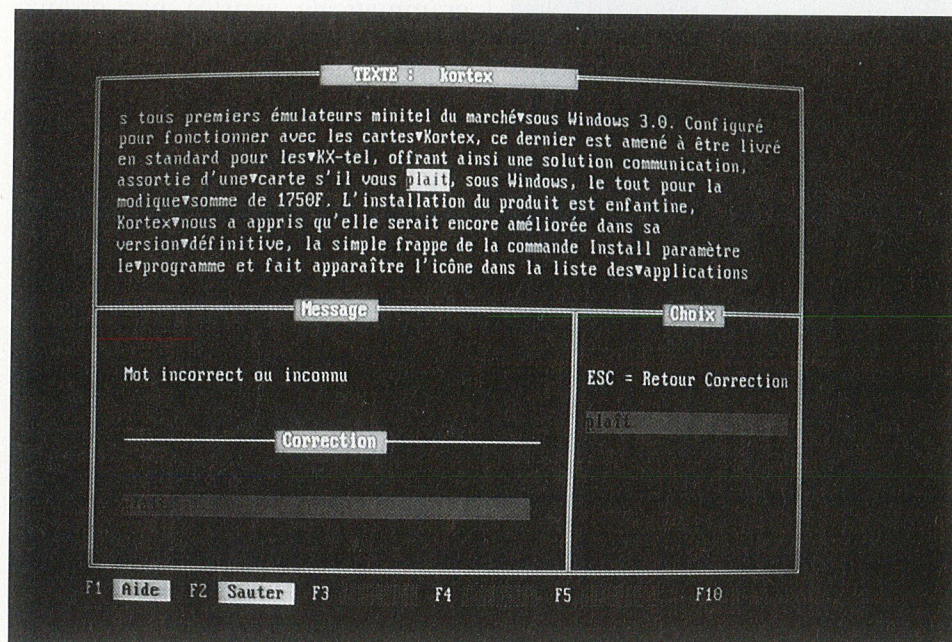 TEXTE : kortex
s tous premiers émulateurs minitel du marché▼sous Windows 3.0. Configuré
pour fonctionner avec les cartes▼Kortex, ce dernier est amené à être livré
en standard pour les▼KX-tel, offrant ainsi une solution communication,
assortie d'une▼carte s'il vous plait, sous Windows, le tout pour la
modique▼somme de 1750F. L'installation du produit est enfantine,
Kortex▼nous a appris qu'elle serait encore améliorée dans sa
version▼définitive, la simple frappe de la commande Install paramètre
le▼programme et fait apparaître l'icône dans la liste des▼applications
Message
Mot incorrect ou inconnu
Correction
plait
Choix
ESC = Retour Correction
plaît
F1 Aide F2 Sauter F3 F4 F5 F10